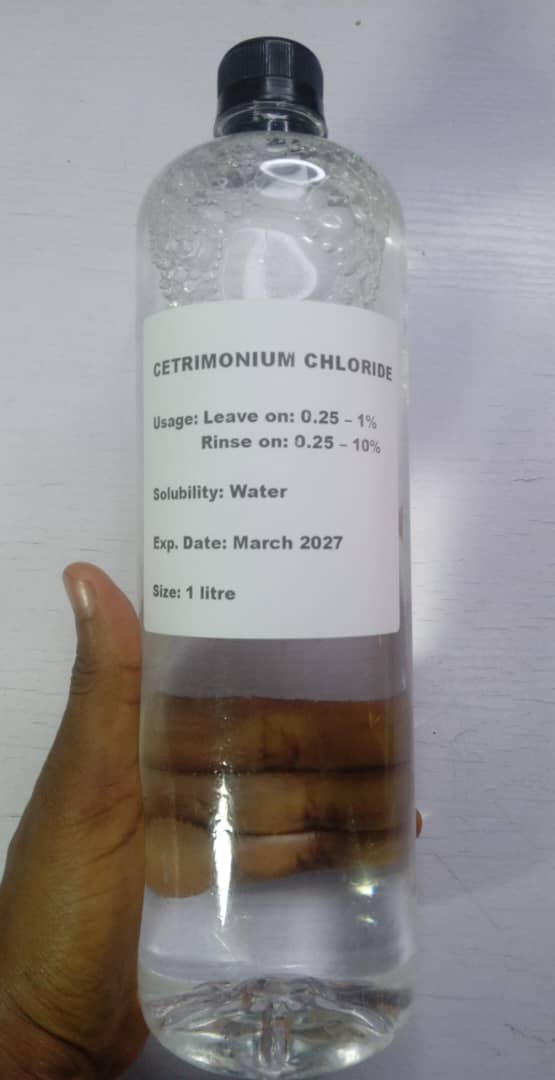 CETRIMONIUM CHLORIDE
Usage: Leave on: 0.25 – 1%
Rinse on: 0.25 – 10%
Solubility: Water
Exp. Date: March 2027
Size: 1 litre